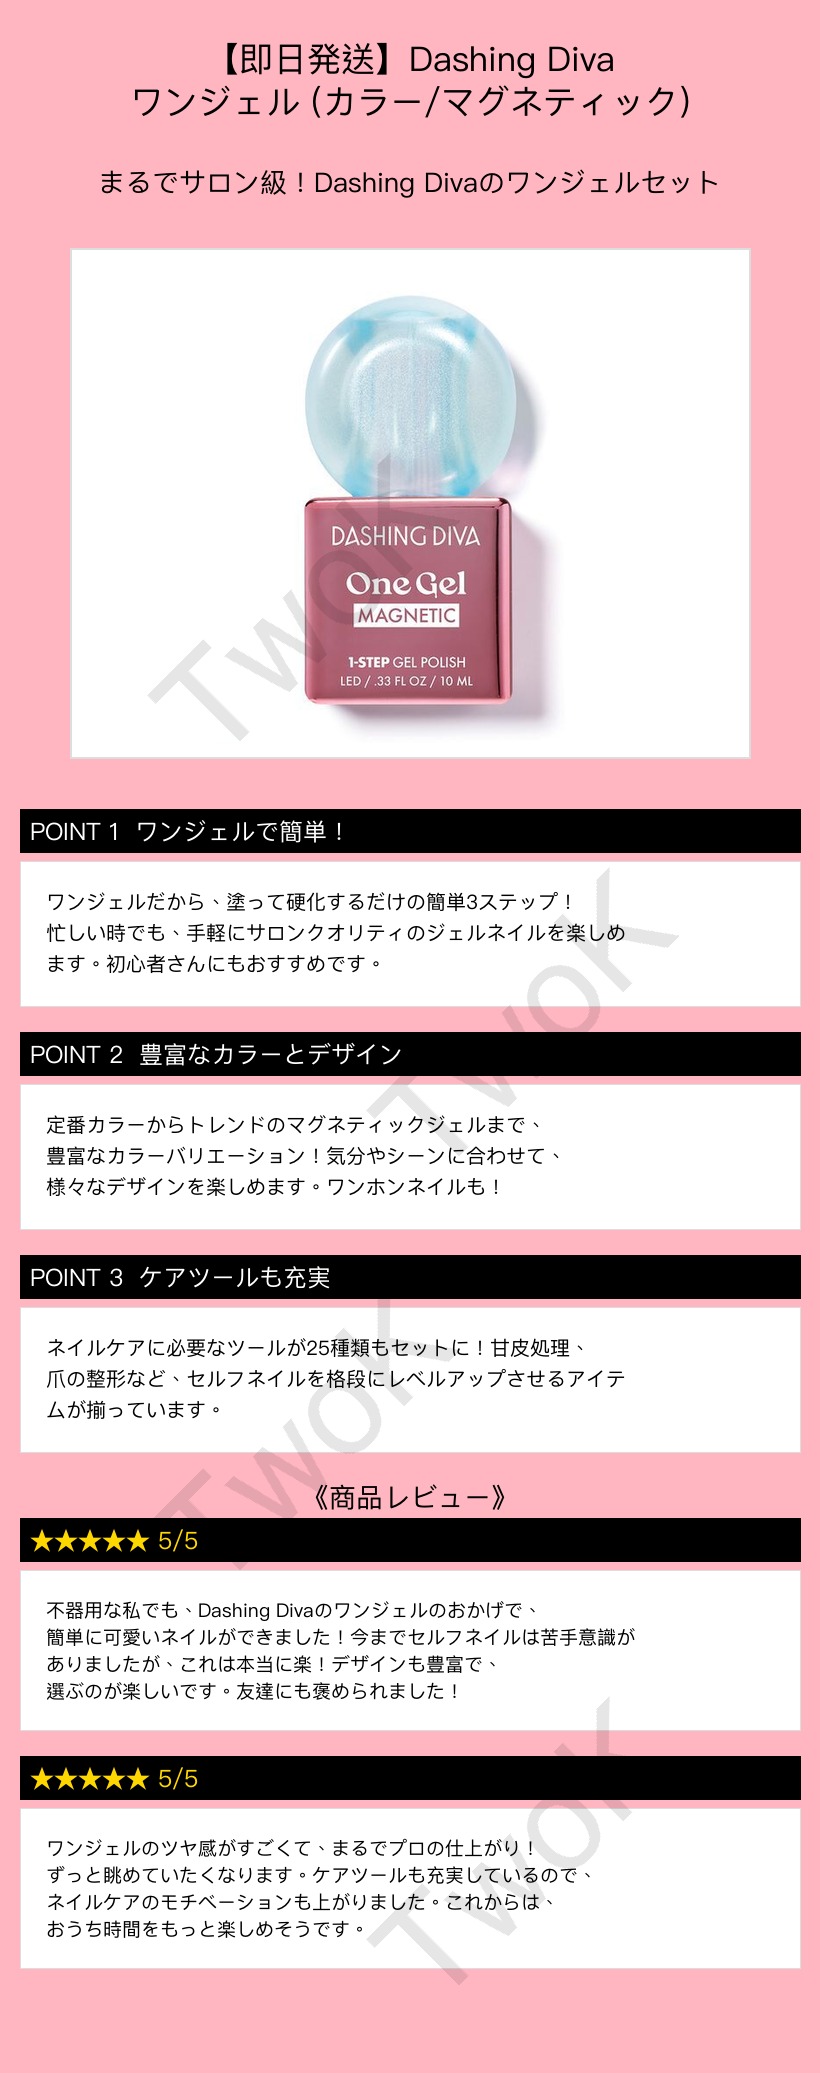 【即日発送】Dashing Diva
ワンジェル (カラー/マグネティック)
まるでサロン級！Dashing Divaのワンジェルセット
DASHING DIVA
One Gel
MAGNETIC
1-STEP GEL POLISH
LED / .33 FL OZ / 10 ML
TwoK
POINT 1 ワンジェルで簡単！
ワンジェルだから、塗って硬化するだけの簡単3ステップ！
忙しい時でも、手軽にサロンクオリティのジェルネイルを楽しめ
ます。初心者さんにもおすすめです。
TwoK
POINT 2 豊富なカラーとデザイン
定番カラーからトレンドのマグネティックジェルまで、
豊富なカラーバリエーション！気分やシーンに合わせて、
様々なデザインを楽しめます。ワンホンネイルも！
POINT 3 ケアツールも充実
ネイルケアに必要なツールが25種類もセットに！甘皮処理、
爪の整形など、セルフネイルを格段にレベルアップさせるアイテ
ムが揃っています。
TwoK
《商品レビュー》
★★★★★ 5/5
不器用な私でも、Dashing Divaのワンジェルのおかげで、
簡単に可愛いネイルができました！今までセルフネイルは苦手意識が
ありましたが、これは本当に楽！デザインも豊富で、
選ぶのが楽しいです。友達にも褒められました！
★★★★★ 5/5
ワンジェルのツヤ感がすごくて、まるでプロの仕上がり！
ずっと眺めていたくなります。ケアツールも充実しているので、
ネイルケアのモチベーションも上がりました。これからは、
おうち時間をもっと楽しめそうです。
TwoK